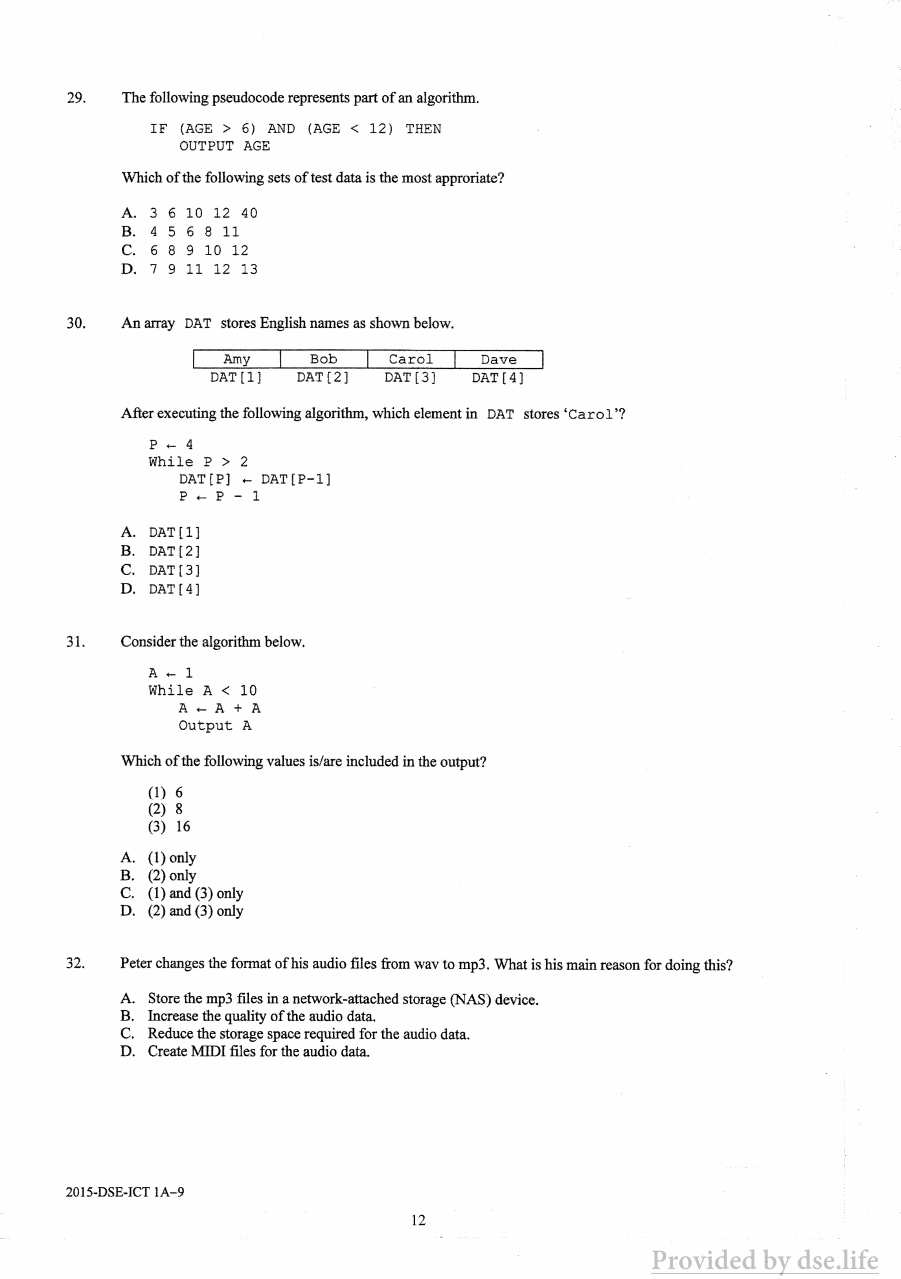 29. The following pseudocode represents part of an algorithm.
IF (AGE > 6) AND (AGE < 12) THEN
OUTPUT AGE
Which of the following sets of test data is the most approriate?
A. 3 6 10 12 40
B. 4 5 6 8 11
C. 6 8 9 10 12
D. 7 9 11 12 13
30. An array DAT stores English names as shown below.
Amy Bob Carol Dave
DAT[1] DAT[2] DAT[3] DAT[4]
After executing the following algorithm, which element in DAT stores ‘Carol’?
P ← 4
While P > 2
DAT[P] ← DAT[P-1]
P ← P - 1
A. DAT[1]
B. DAT[2]
C. DAT[3]
D. DAT[4]
31. Consider the algorithm below.
A ← 1
While A < 10
A ← A + A
Output A
Which of the following values is/are included in the output?
(1) 6
(2) 8
(3) 16
A. (1) only
B. (2) only
C. (1) and (3) only
D. (2) and (3) only
32. Peter changes the format of his audio files from wav to mp3. What is his main reason for doing this?
A. Store the mp3 files in a network-attached storage (NAS) device.
B. Increase the quality of the audio data.
C. Reduce the storage space required for the audio data.
D. Create MIDI files for the audio data.
2015-DSE-ICT 1A–9
12
Provided by dse.life